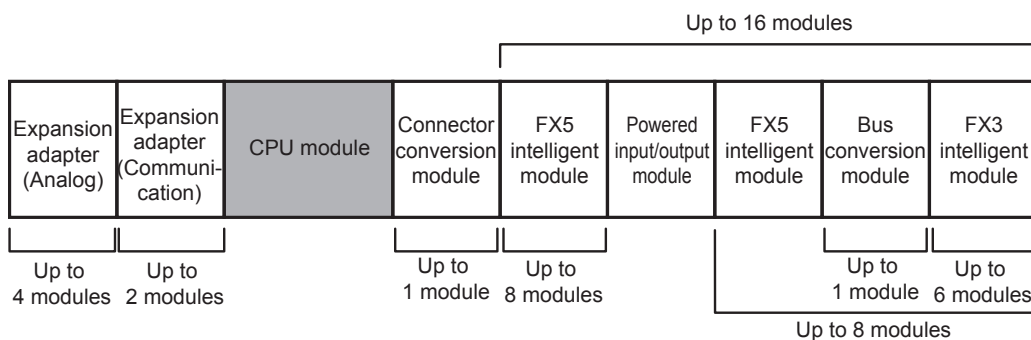 Up to 16 modules
Expansion
adapter
(Analog)
Expansion
adapter
(Communi-
cation)
CPU module
Connector
conversion
module
FX5
intelligent
module
Powered
input/output
module
FX5
intelligent
module
Bus
conversion
module
FX3
intelligent
module
Up to
4 modules
Up to
2 modules
Up to
1 module
Up to
8 modules
Up to
1 module
Up to
6 modules
Up to 8 modules